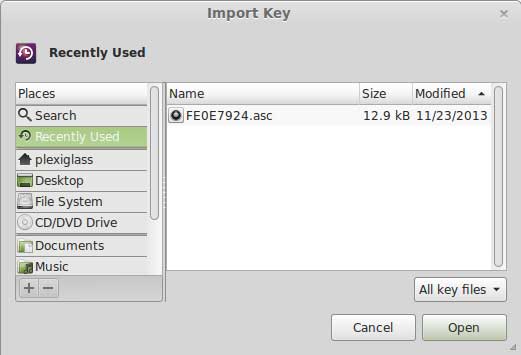 Import Key
Recently Used
Places
Search
Recently Used
plexiglass
Desktop
File System
CD/DVD Drive
Documents
Music
Name Size Modified
FE0E7924.asc 12.9 kB 11/23/2013
All key files
Cancel Open